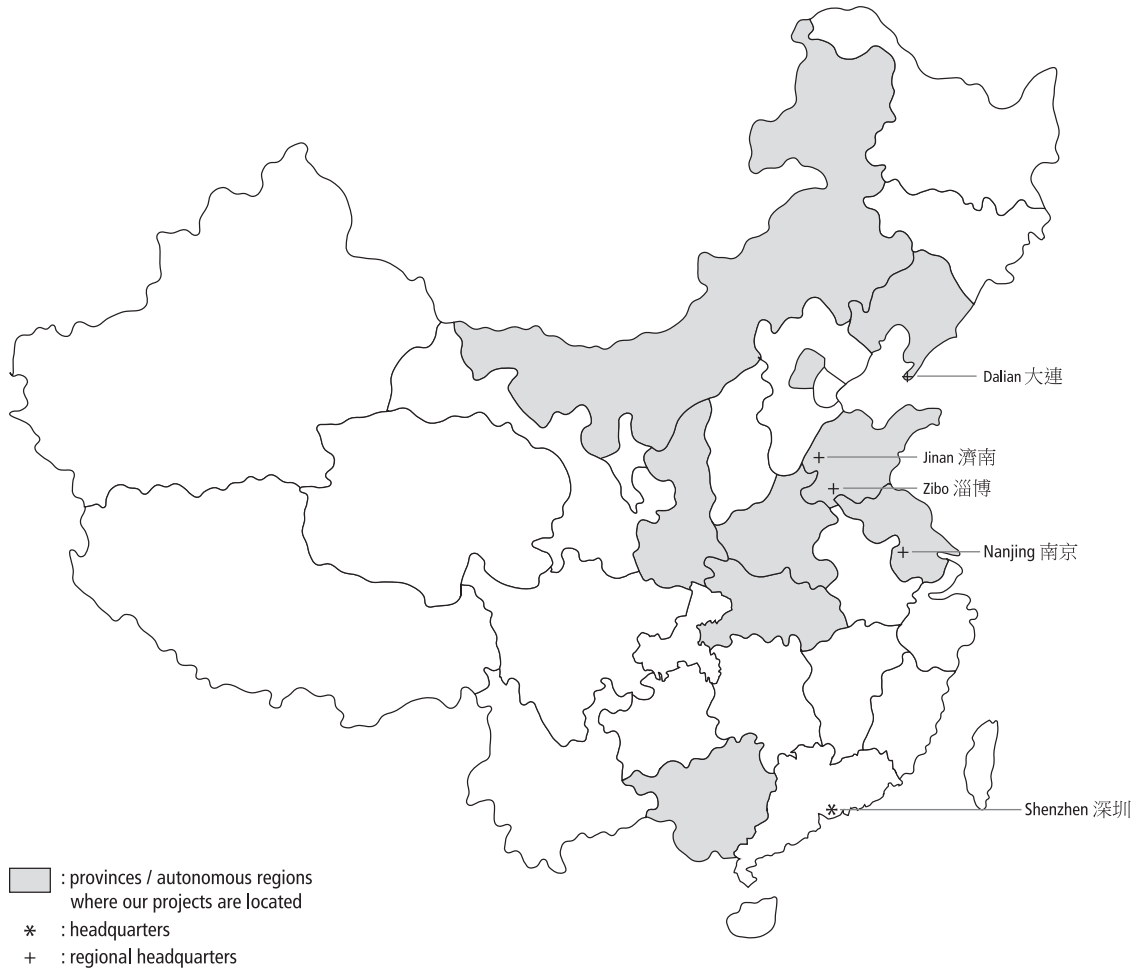 Dalian 大連
Jinan 濟南
Zibo 淄博
Nanjing 南京
Shenzhen 深圳
: provinces / autonomous regions
where our projects are located
* : headquarters
+ : regional headquarters